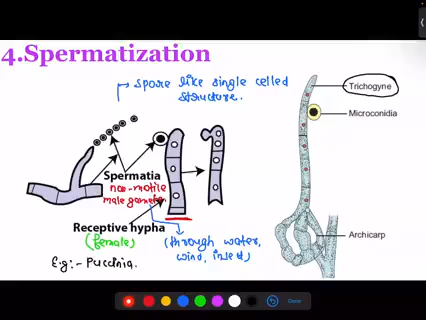 4.Spermatization
spore like single celled
structure.
Trichogyne
Microconidia
Spermatia
non-motile
male gametes
Receptive hypha
(female)
(through water,
wind, insect)
Archicarp
E.g:- Puccinia.
Done